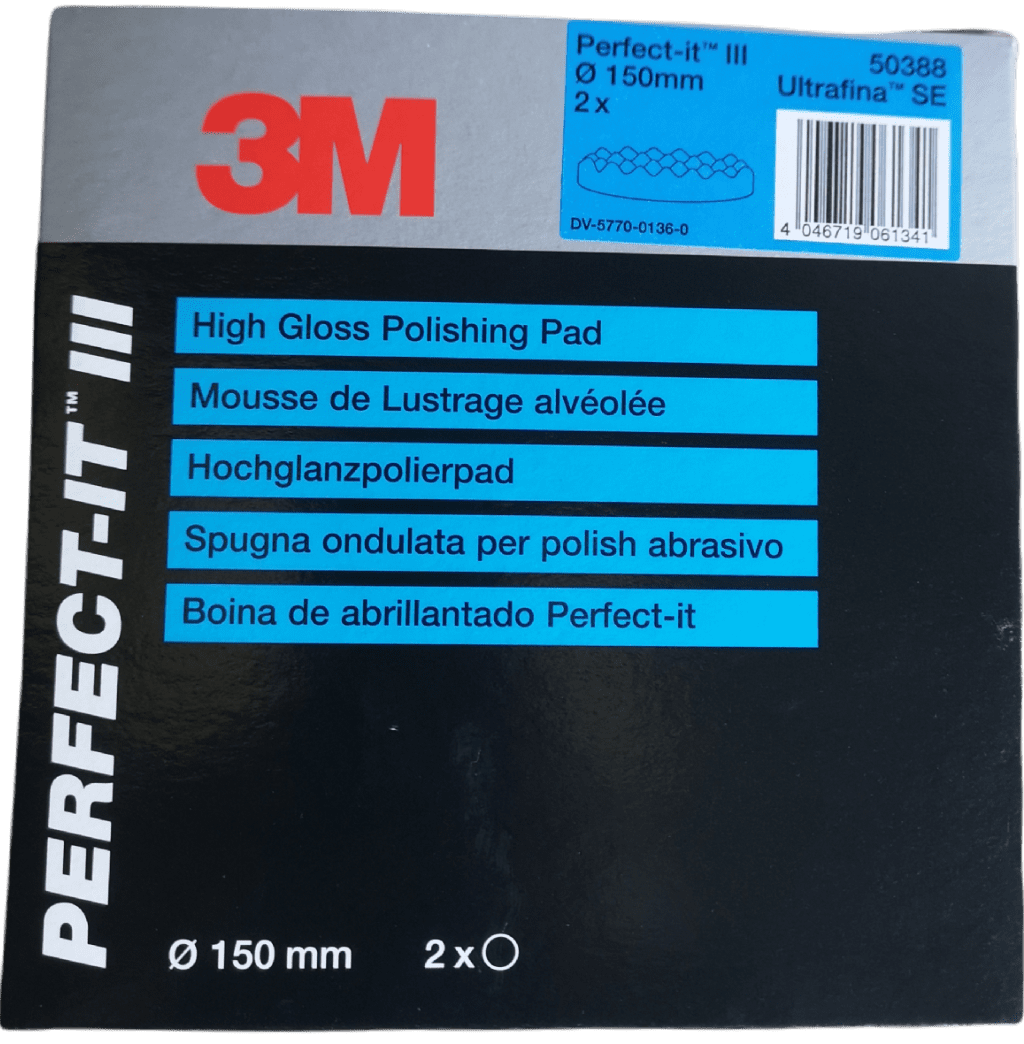 3M
Perfect-it™ III
Ø 150mm
2 x
50388
Ultrafina™ SE
DV-5770-0136-0
4 046719 061341
PERFECT-IT™ III
High Gloss Polishing Pad
Mousse de Lustrage alvéolée
Hochglanzpolierpad
Spugna ondulata per polish abrasivo
Boina de abrillantado Perfect-it
Ø 150 mm
2 x